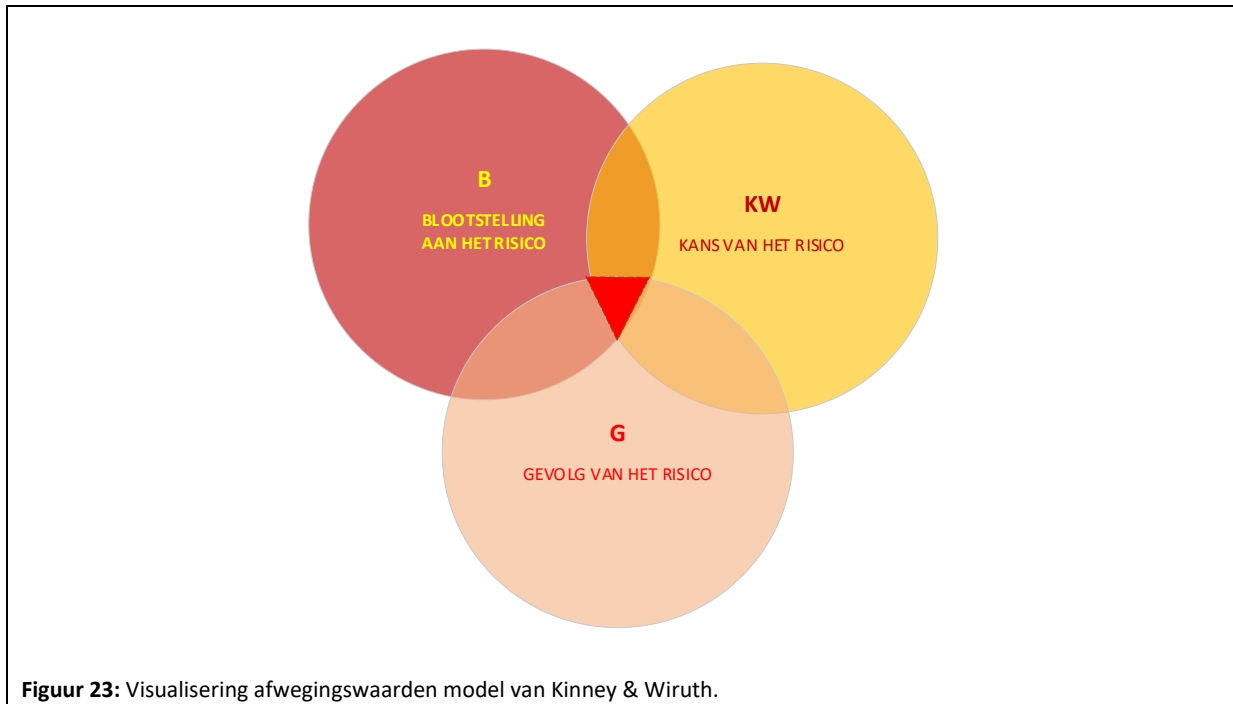 B
BLOOTSTELLING
AAN HET RISICO
KW
KANS VAN HET RISICO
G
GEVOLG VAN HET RISICO
Figuur 23: Visualisering afwegingswaarden model van Kinney & Wiruth.